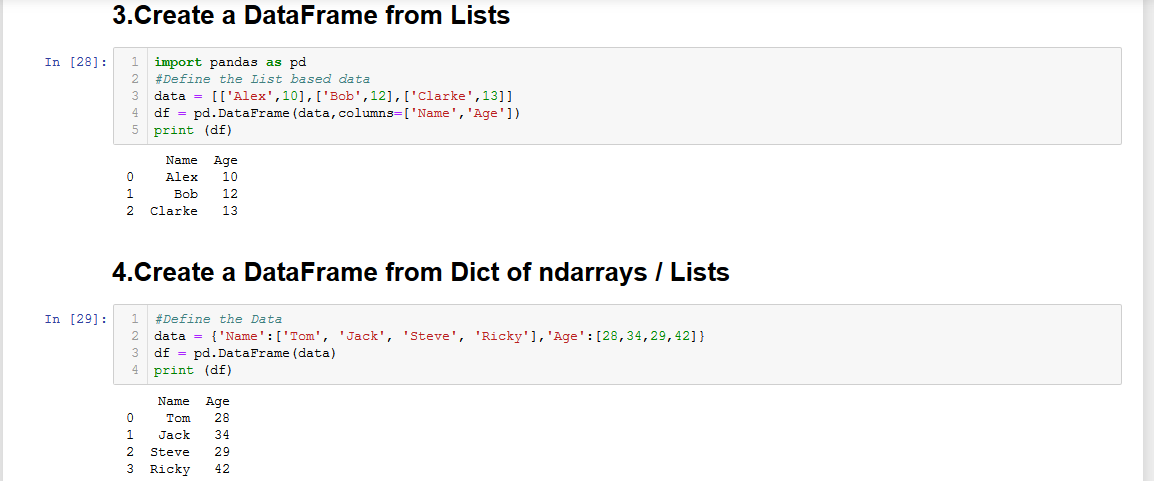 3.Create a DataFrame from Lists
In [28]:
1 import pandas as pd
2 #Define the List based data
3 data = [['Alex',10],['Bob',12],['Clarke',13]]
4 df = pd.DataFrame(data,columns=['Name','Age'])
5 print (df)
Name Age
0 Alex 10
1 Bob 12
2 Clarke 13
4.Create a DataFrame from Dict of ndarrays / Lists
In [29]:
1 #Define the Data
2 data = {'Name':['Tom', 'Jack', 'Steve', 'Ricky'],'Age':[28,34,29,42]}
3 df = pd.DataFrame(data)
4 print (df)
Name Age
0 Tom 28
1 Jack 34
2 Steve 29
3 Ricky 42